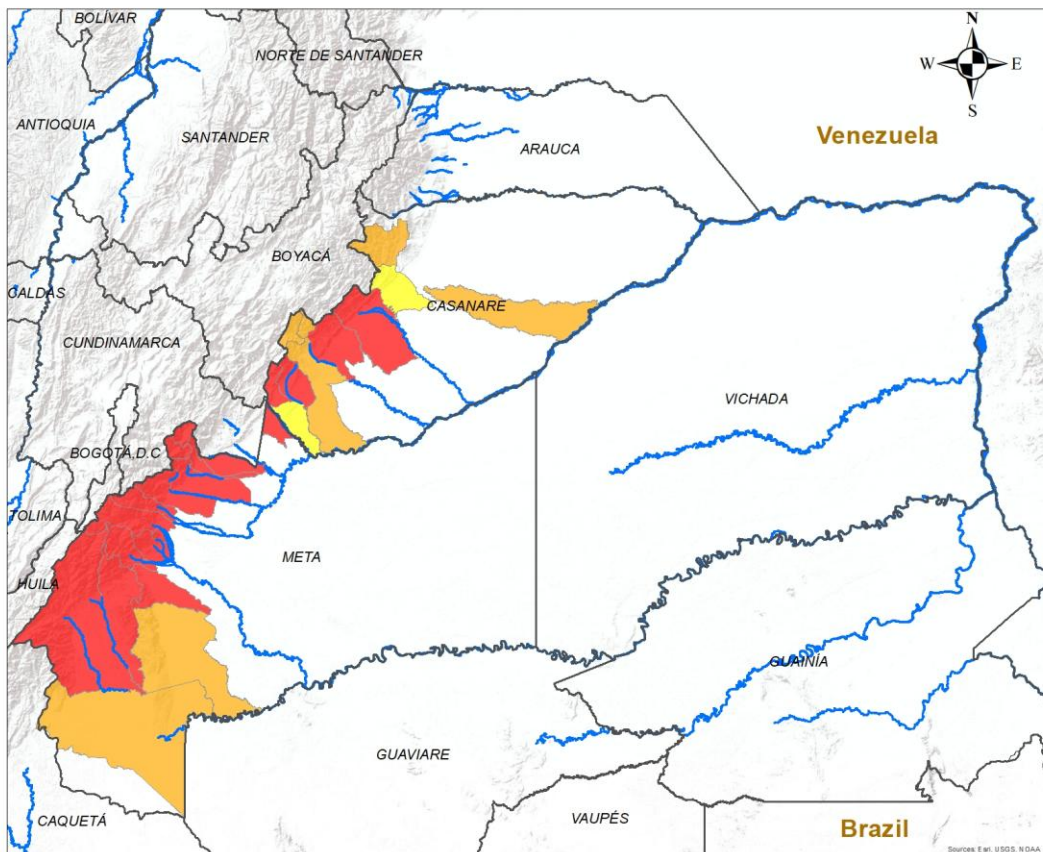 BOLÍVAR
N
NORTE DE SANTANDER
W
E
S
ANTIOQUIA
SANTANDER
Venezuela
ARAUCA
BOYACÁ
CALDAS
CASANARE
CUNDINAMARCA
VICHADA
BOGOTÁ,D.C
TOLIMA
META
HUILA
GUAINÍA
GUAVIARE
CAQUETÁ
VAUPÉS
Brazil
Sources: Esri, USGS, NOAA